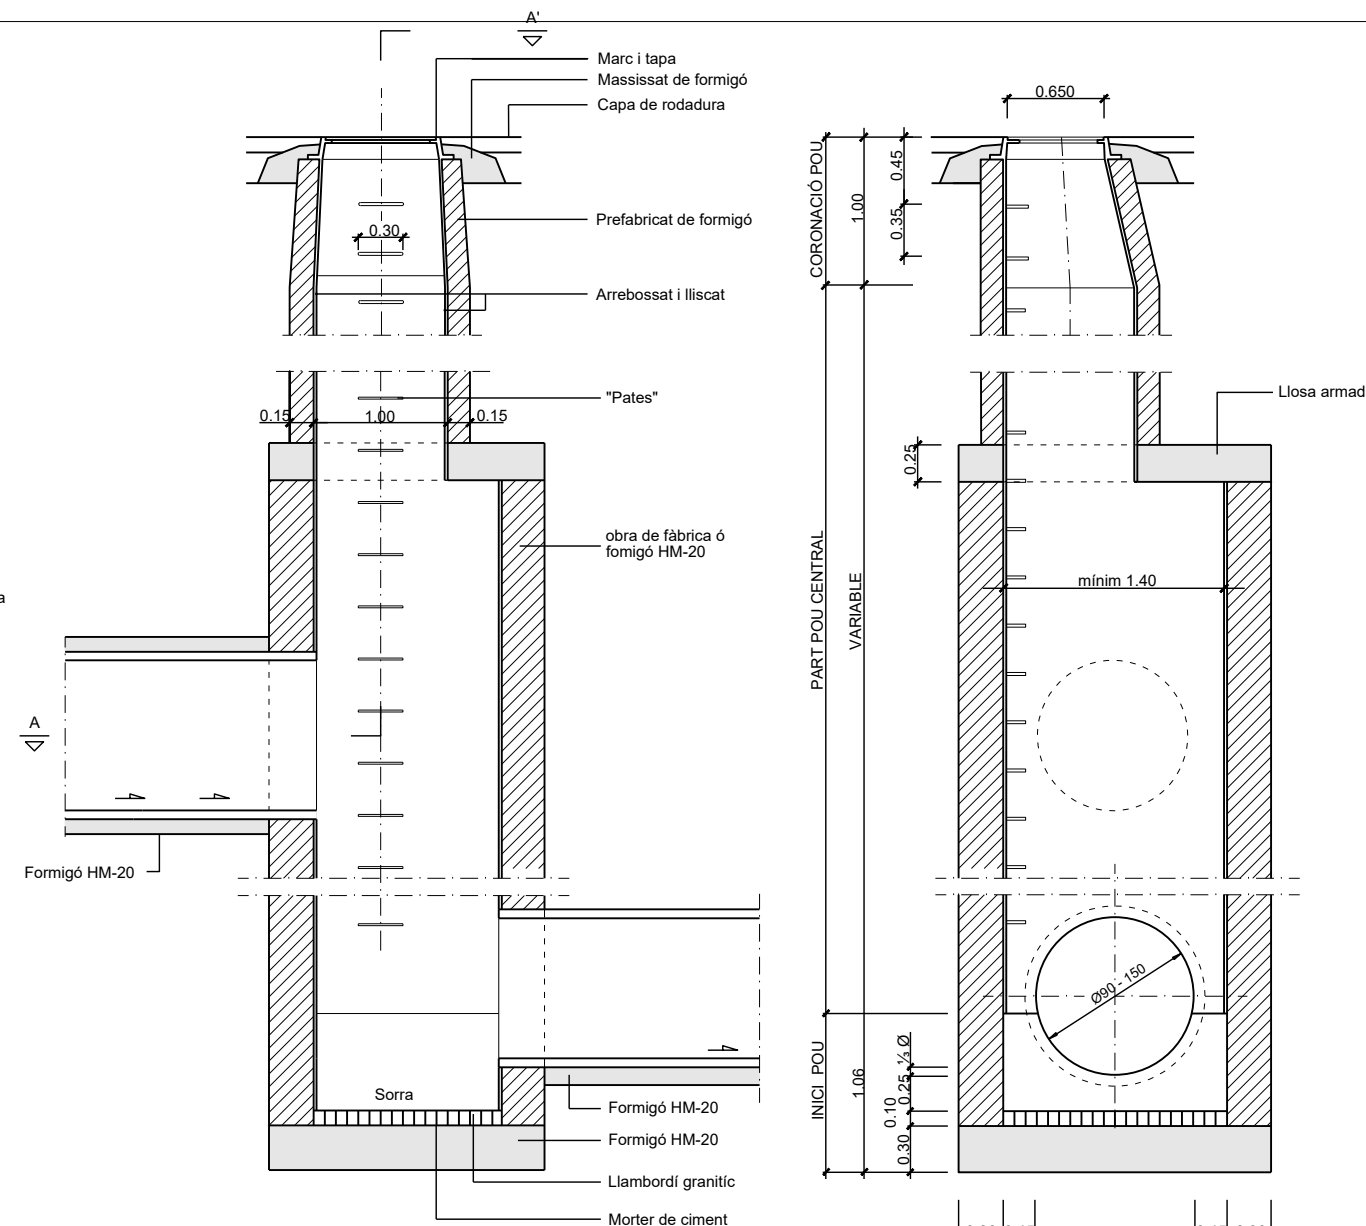 A'
Marc i tapa
Massissat de formigó
Capa de rodadura
Prefabricat de formigó
0.30
Arrebossat i lliscat
"Pates"
0.15
1.00
0.15
obra de fàbrica ó
fomigó HM-20
a
A
Formigó HM-20
Sorra
Formigó HM-20
Formigó HM-20
Llambordí granitíc
Morter de ciment
0.650
CORONACIÓ POU
1.00
0.45
0.35
Llosa armad
0.25
mínim 1.40
PART POU CENTRAL
VARIABLE
Ø90 - 150
INICI POU
1.06
⅓ Ø
0.25
0.10
0.30